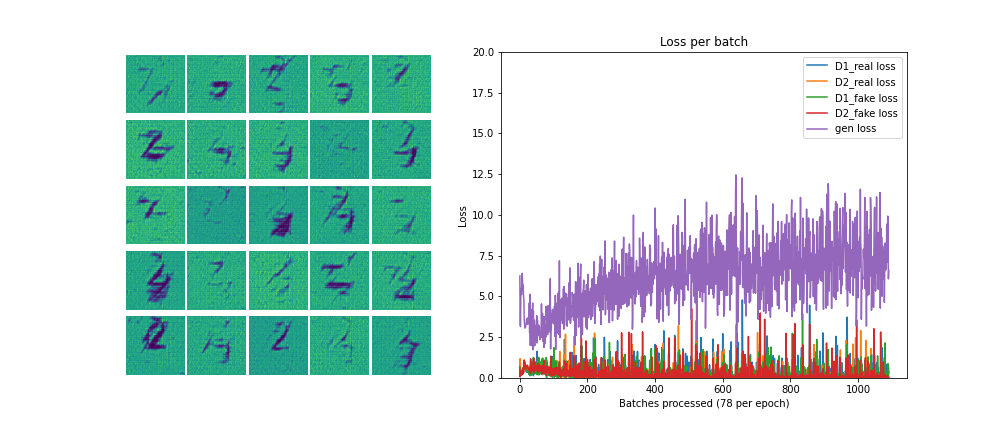 Loss per batch
20.0
17.5
15.0
12.5
10.0
7.5
5.0
2.5
0.0
Loss
D1_real loss
D2_real loss
D1_fake loss
D2_fake loss
gen loss
0 200 400 600 800 1000
Batches processed (78 per epoch)